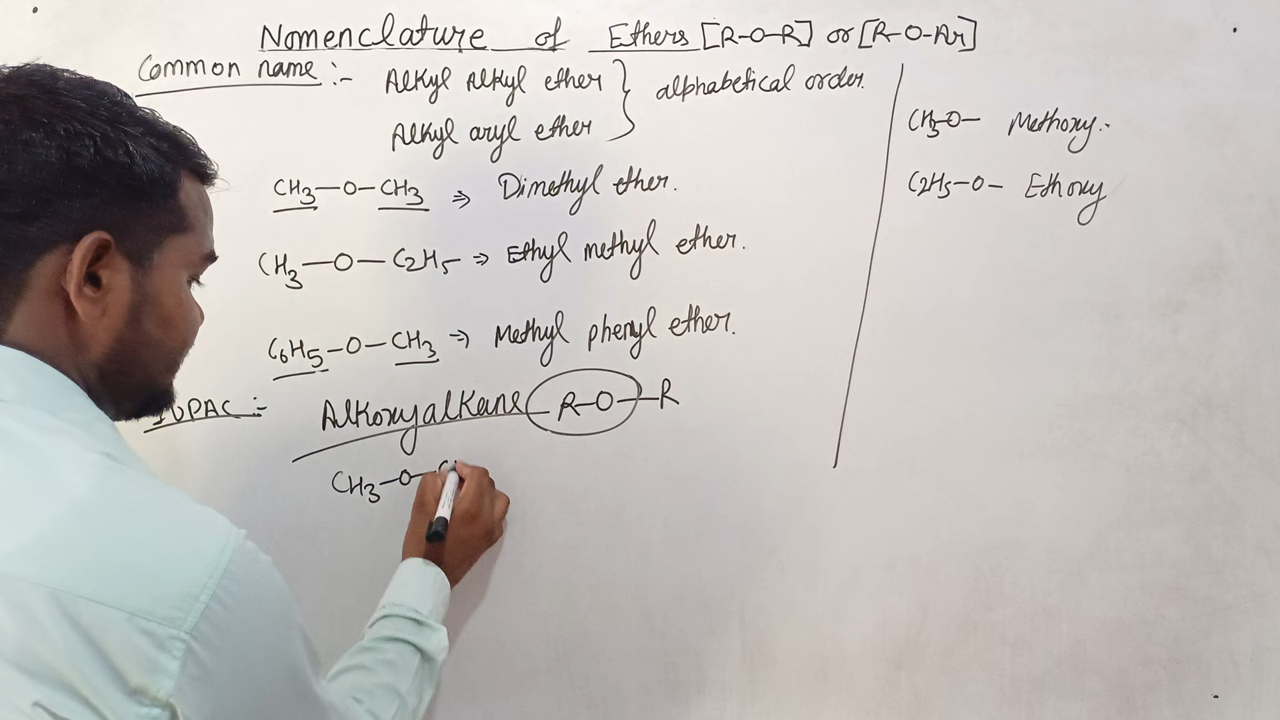 Nomenclature of Ethers [R-O-R] or [R-O-Ar]
Common name :- Alkyl Alkyl ether } alphabetical order.
Alkyl aryl ether
CH3-O-CH3 ⇒ Dimethyl ether.
CH3-O-C2H5 ⇒ Ethyl methyl ether.
C6H5-O-CH3 ⇒ Methyl phenyl ether.
IUPAC:- Alkoxyalkane R-O-R
CH3-O-
CH3-O- Methoxy.
C2H5-O- Ethoxy